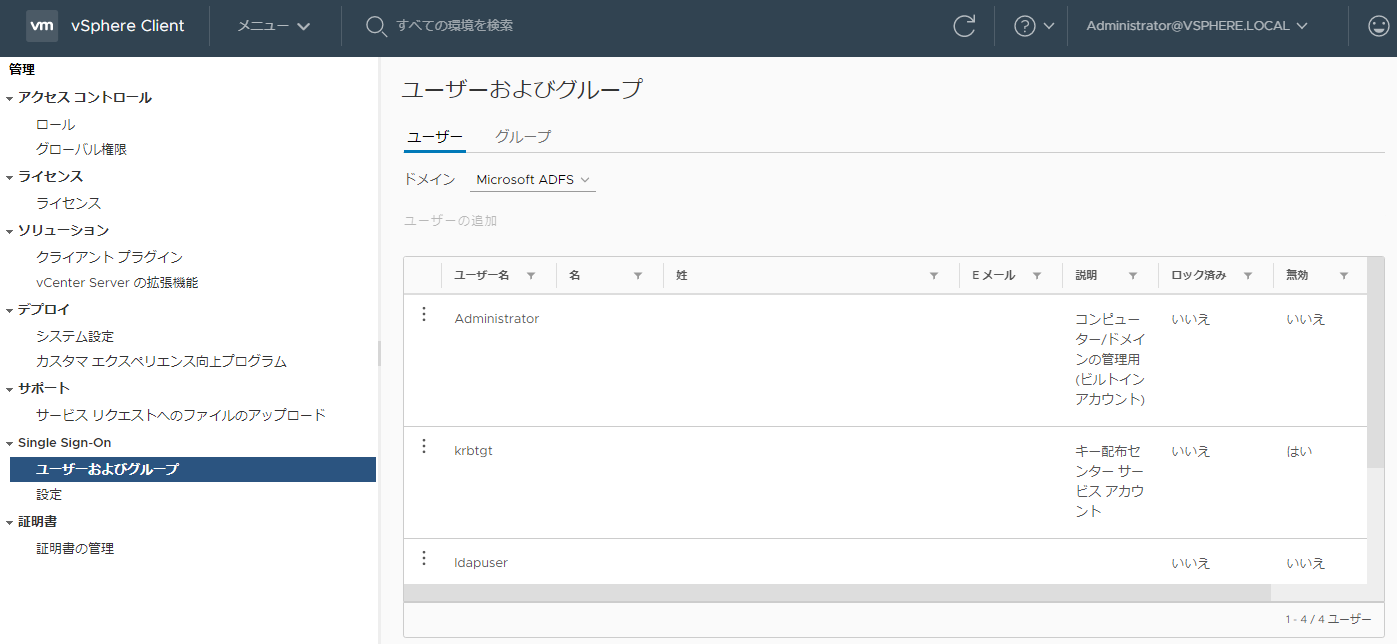 vm vSphere Client メニュー すべての環境を検索 Administrator@VSPHERE.LOCAL
管理
アクセス コントロール
ロール
グローバル権限
ライセンス
ライセンス
ソリューション
クライアント プラグイン
vCenter Server の拡張機能
デプロイ
システム設定
カスタマ エクスペリエンス向上プログラム
サポート
サービス リクエストへのファイルのアップロード
Single Sign-On
ユーザーおよびグループ
設定
証明書
証明書の管理
ユーザーおよびグループ
ユーザー グループ
ドメイン Microsoft ADFS
ユーザーの追加
ユーザー名 名 姓 E メール 説明 ロック済み 無効
Administrator コンピュー いいえ いいえ
ター/ドメイ
ンの管理用
(ビルトイン
アカウント)
krbtgt キー配布セ いいえ はい
ンター サー
ビス アカウ
ント
ldapuser いいえ いいえ
1 - 4 / 4 ユーザー